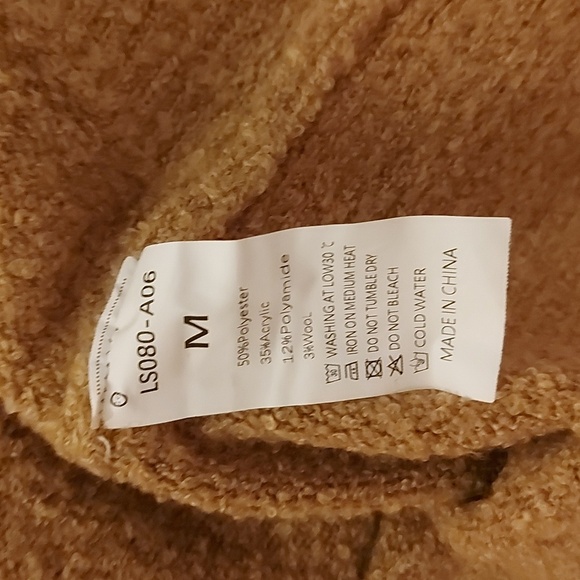 LS080-A06
M
50%Polyester
35%Acrylic
12%Polyamide
3%Wool
WASHING AT LOW30℃
IRON ON MEDIUM HEAT
DO NOT TUMBLE DRY
DO NOT BLEACH
COLD WATER
MADE IN CHINA